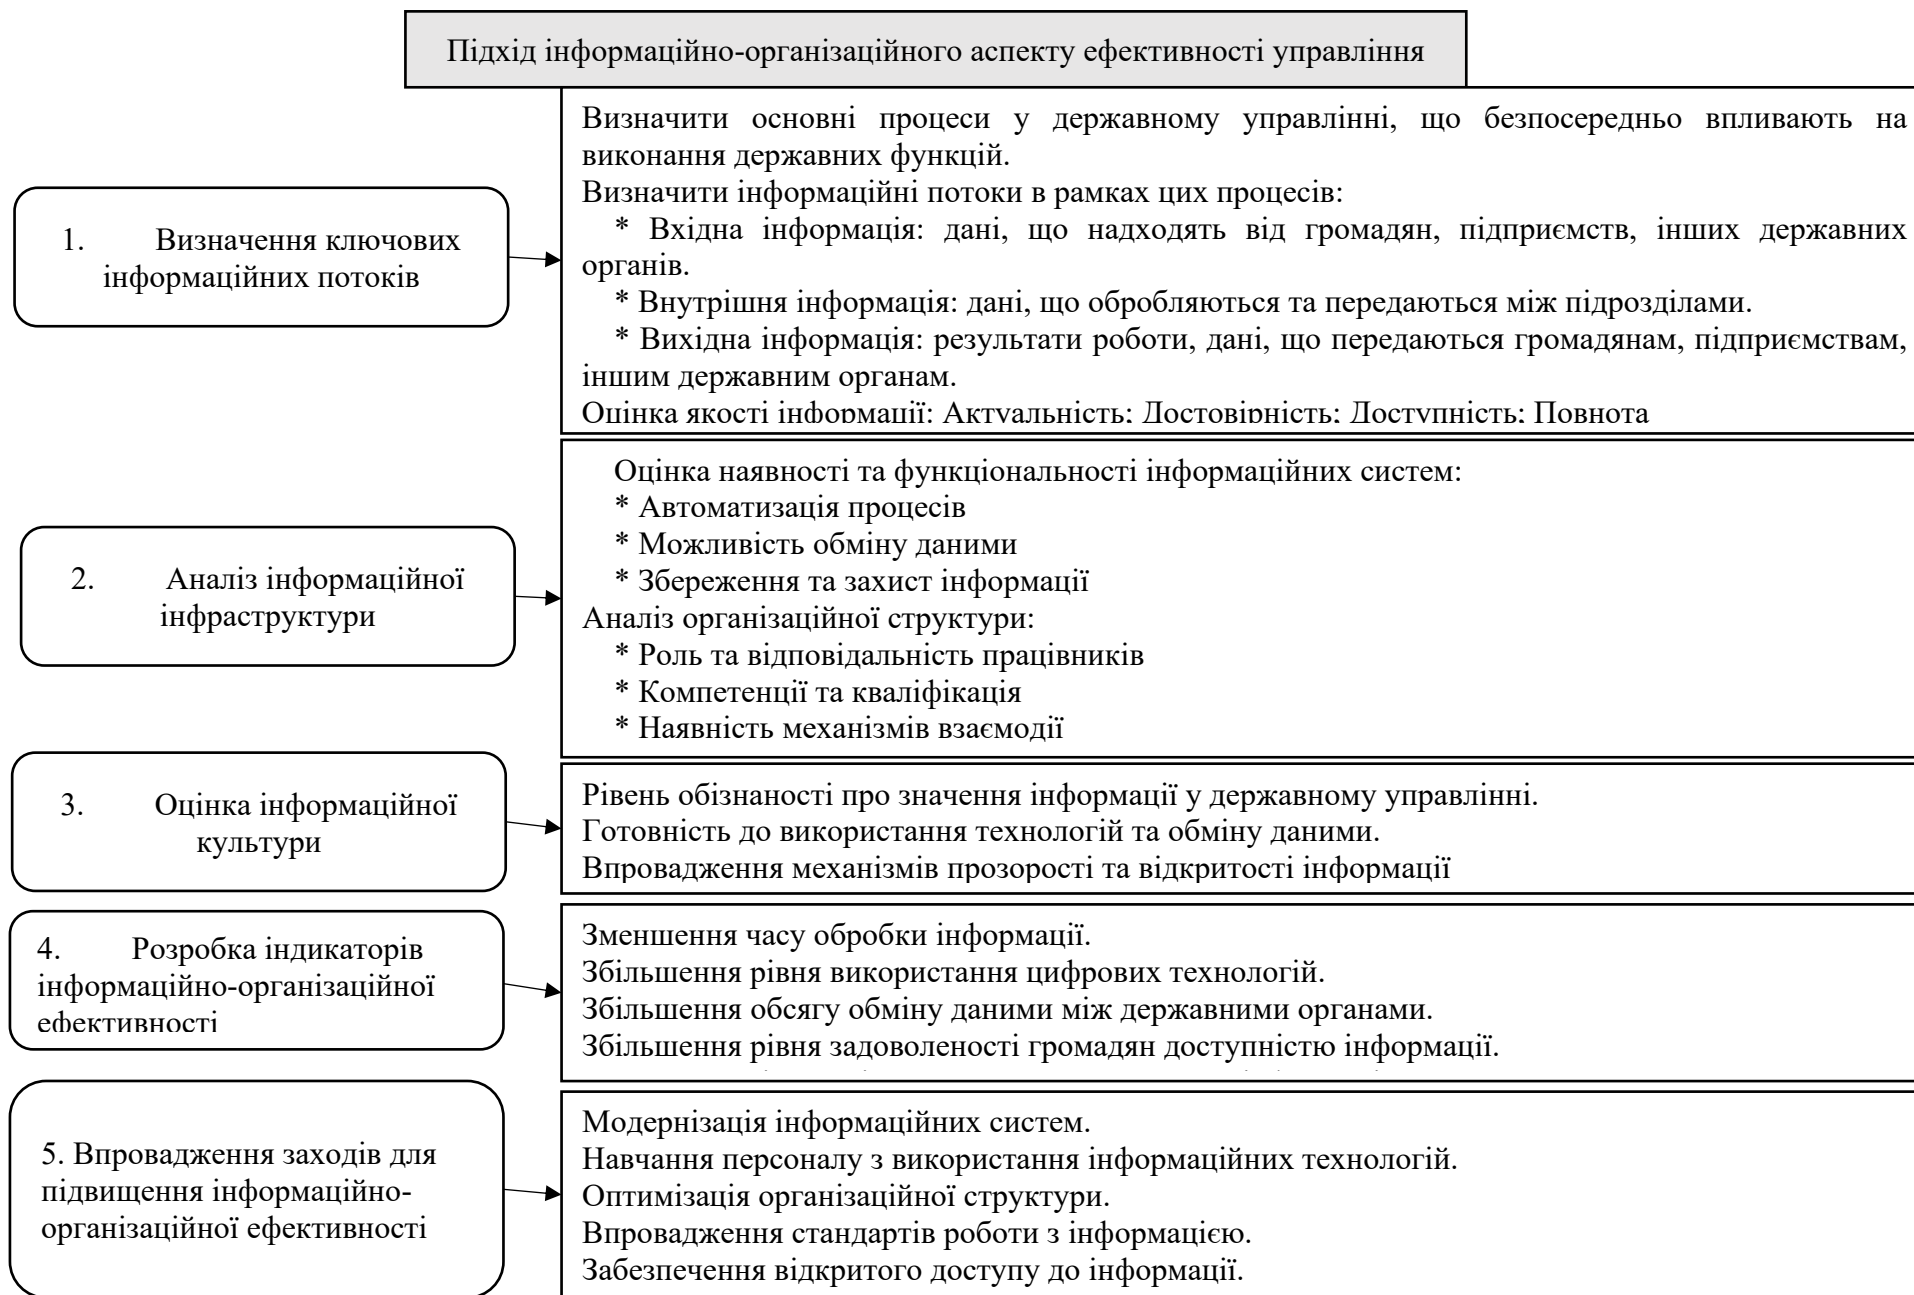 Підхід інформаційно-організаційного аспекту ефективності управління
1. Визначення ключових
інформаційних потоків
Визначити основні процеси у державному управлінні, що безпосередньо впливають на
виконання державних функцій.
Визначити інформаційні потоки в рамках цих процесів:
* Вхідна інформація: дані, що надходять від громадян, підприємств, інших державних
органів.
* Внутрішня інформація: дані, що обробляються та передаються між підрозділами.
* Вихідна інформація: результати роботи, дані, що передаються громадянам, підприємствам,
іншим державним органам.
Оцінка якості інформації: Актуальність; Достовірність; Доступність; Повнота
2. Аналіз інформаційної
інфраструктури
Оцінка наявності та функціональності інформаційних систем:
* Автоматизація процесів
* Можливість обміну даними
* Збереження та захист інформації
Аналіз організаційної структури:
* Роль та відповідальність працівників
* Компетенції та кваліфікація
* Наявність механізмів взаємодії
3. Оцінка інформаційної
культури
Рівень обізнаності про значення інформації у державному управлінні.
Готовність до використання технологій та обміну даними.
Впровадження механізмів прозорості та відкритості інформації
4. Розробка індикаторів
інформаційно-організаційної
ефективності
Зменшення часу обробки інформації.
Збільшення рівня використання цифрових технологій.
Збільшення обсягу обміну даними між державними органами.
Збільшення рівня задоволеності громадян доступністю інформації.
5. Впровадження заходів для
підвищення інформаційно-
організаційної ефективності
Модернізація інформаційних систем.
Навчання персоналу з використання інформаційних технологій.
Оптимізація організаційної структури.
Впровадження стандартів роботи з інформацією.
Забезпечення відкритого доступу до інформації.